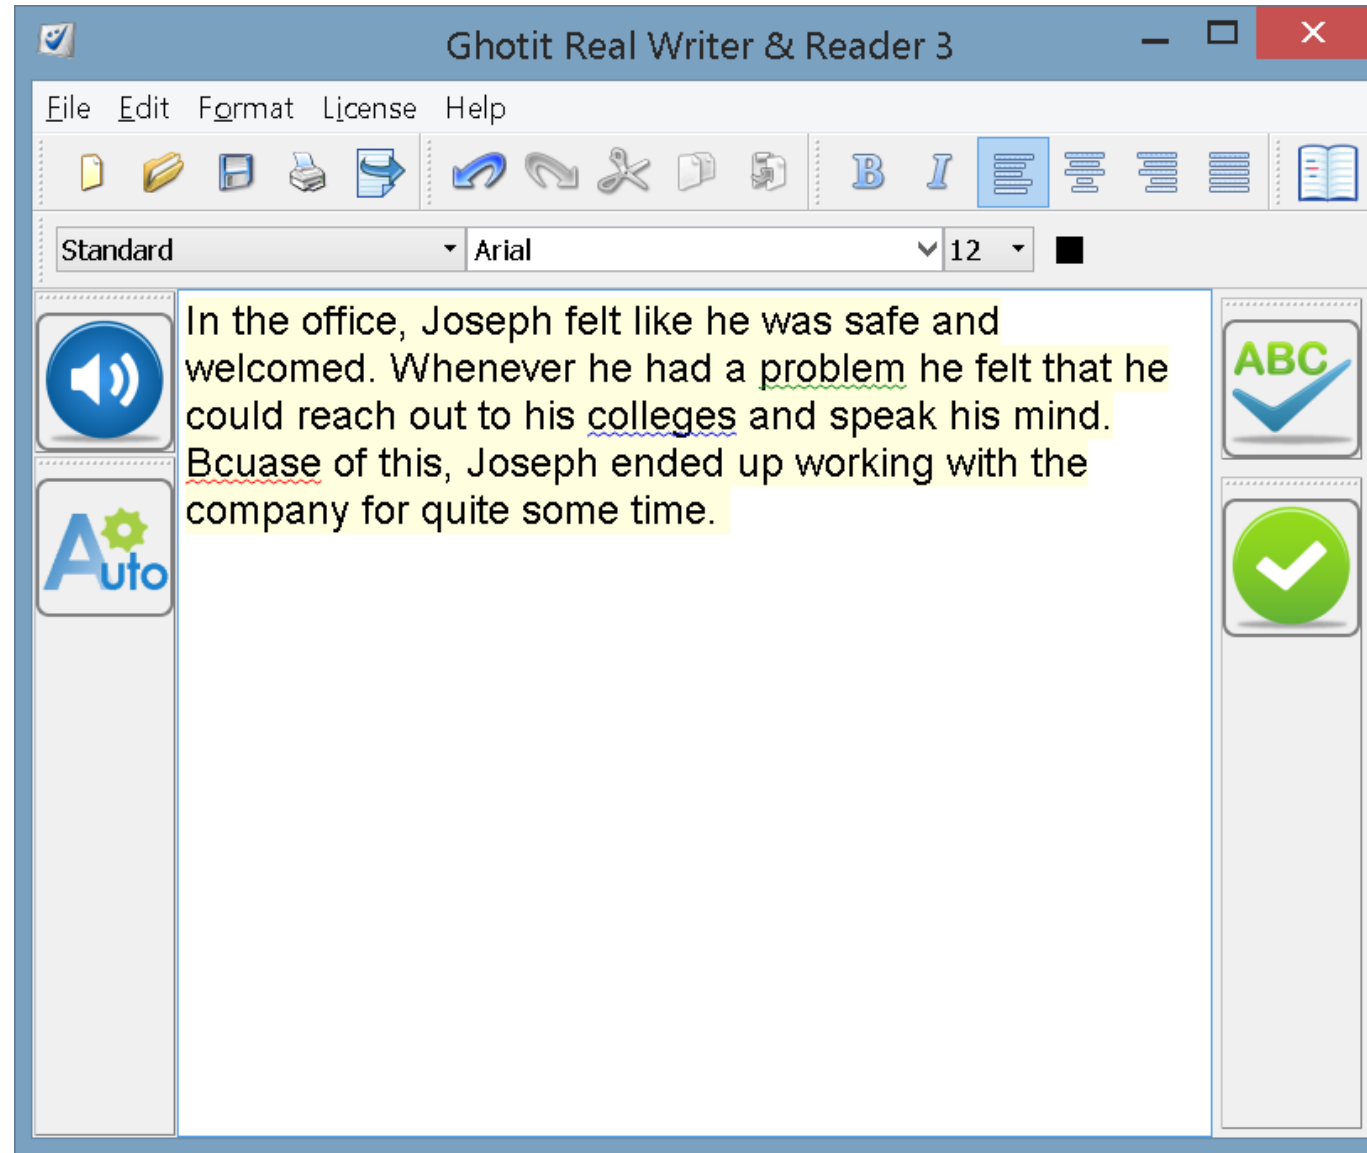 Ghotit Real Writer & Reader 3
File Edit Format License Help
B I
Standard Arial 12
In the office, Joseph felt like he was safe and
welcomed. Whenever he had a problem he felt that he
could reach out to his colleges and speak his mind.
Bcuase of this, Joseph ended up working with the
company for quite some time.
ABC
Auto